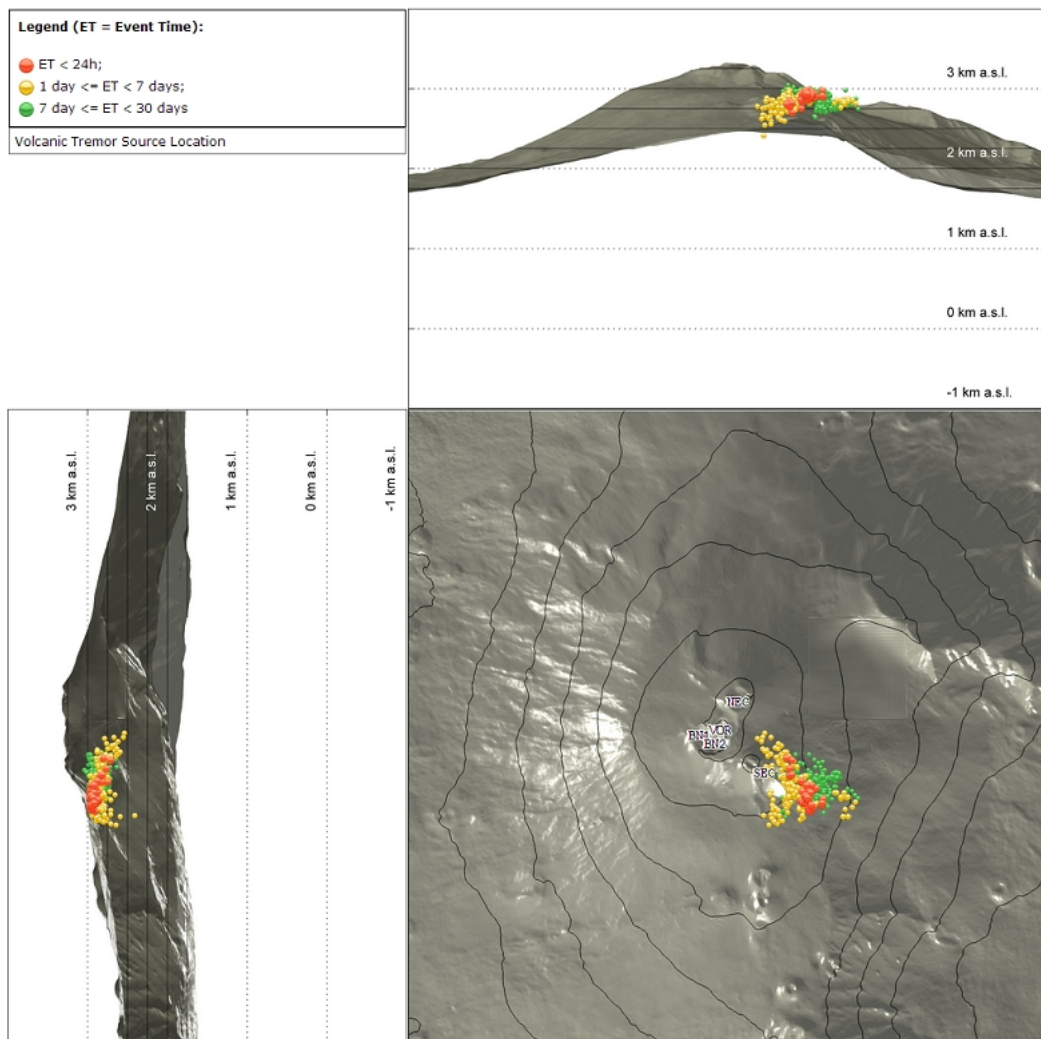 Legend (ET = Event Time):
ET < 24h;
1 day <= ET < 7 days;
7 day <= ET < 30 days
Volcanic Tremor Source Location
3 km a.s.l.
2 km a.s.l.
1 km a.s.l.
0 km a.s.l.
-1 km a.s.l.
3 km a.s.l.
2 km a.s.l.
1 km a.s.l.
0 km a.s.l.
-1 km a.s.l.
NEC
BN1 VOR
BN2
SEC